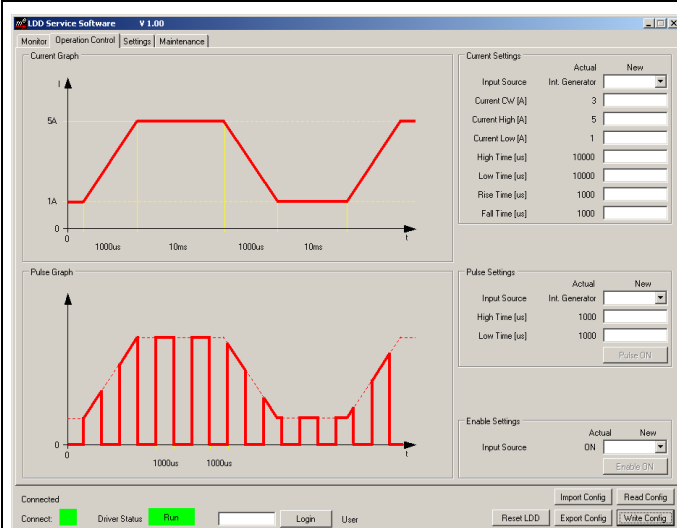 LDD Service Software V 1.00
Monitor Operation Control Settings Maintenance
Current Graph
I
5A
1A
0
0
1000us 10ms 1000us 10ms
t
Current Settings
Actual New
Input Source Int. Generator
Current CW [A] 3
Current High [A] 5
Current Low [A] 1
High Time [us] 10000
Low Time [us] 10000
Rise Time [us] 1000
Fall Time [us] 1000
Pulse Graph
0
0
1000us 1000us
t
Pulse Settings
Actual New
Input Source Int. Generator
High Time [us] 1000
Low Time [us] 1000
Pulse ON
Enable Settings
Actual New
Input Source ON
Enable ON
Connected
Import Config Read Config
Connect: Driver Status Run Login User Reset LDD Export Config Write Config